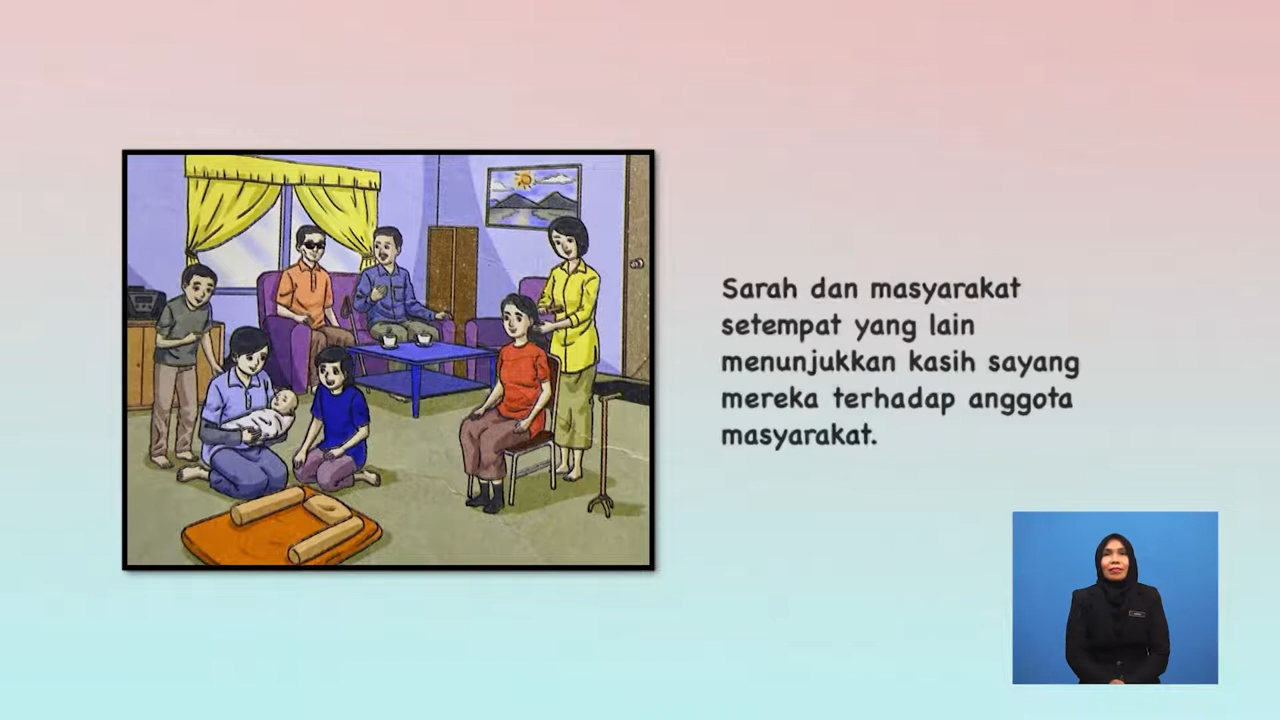 Sarah dan masyarakat
setempat yang lain
menunjukkan kasih sayang
mereka terhadap anggota
masyarakat.